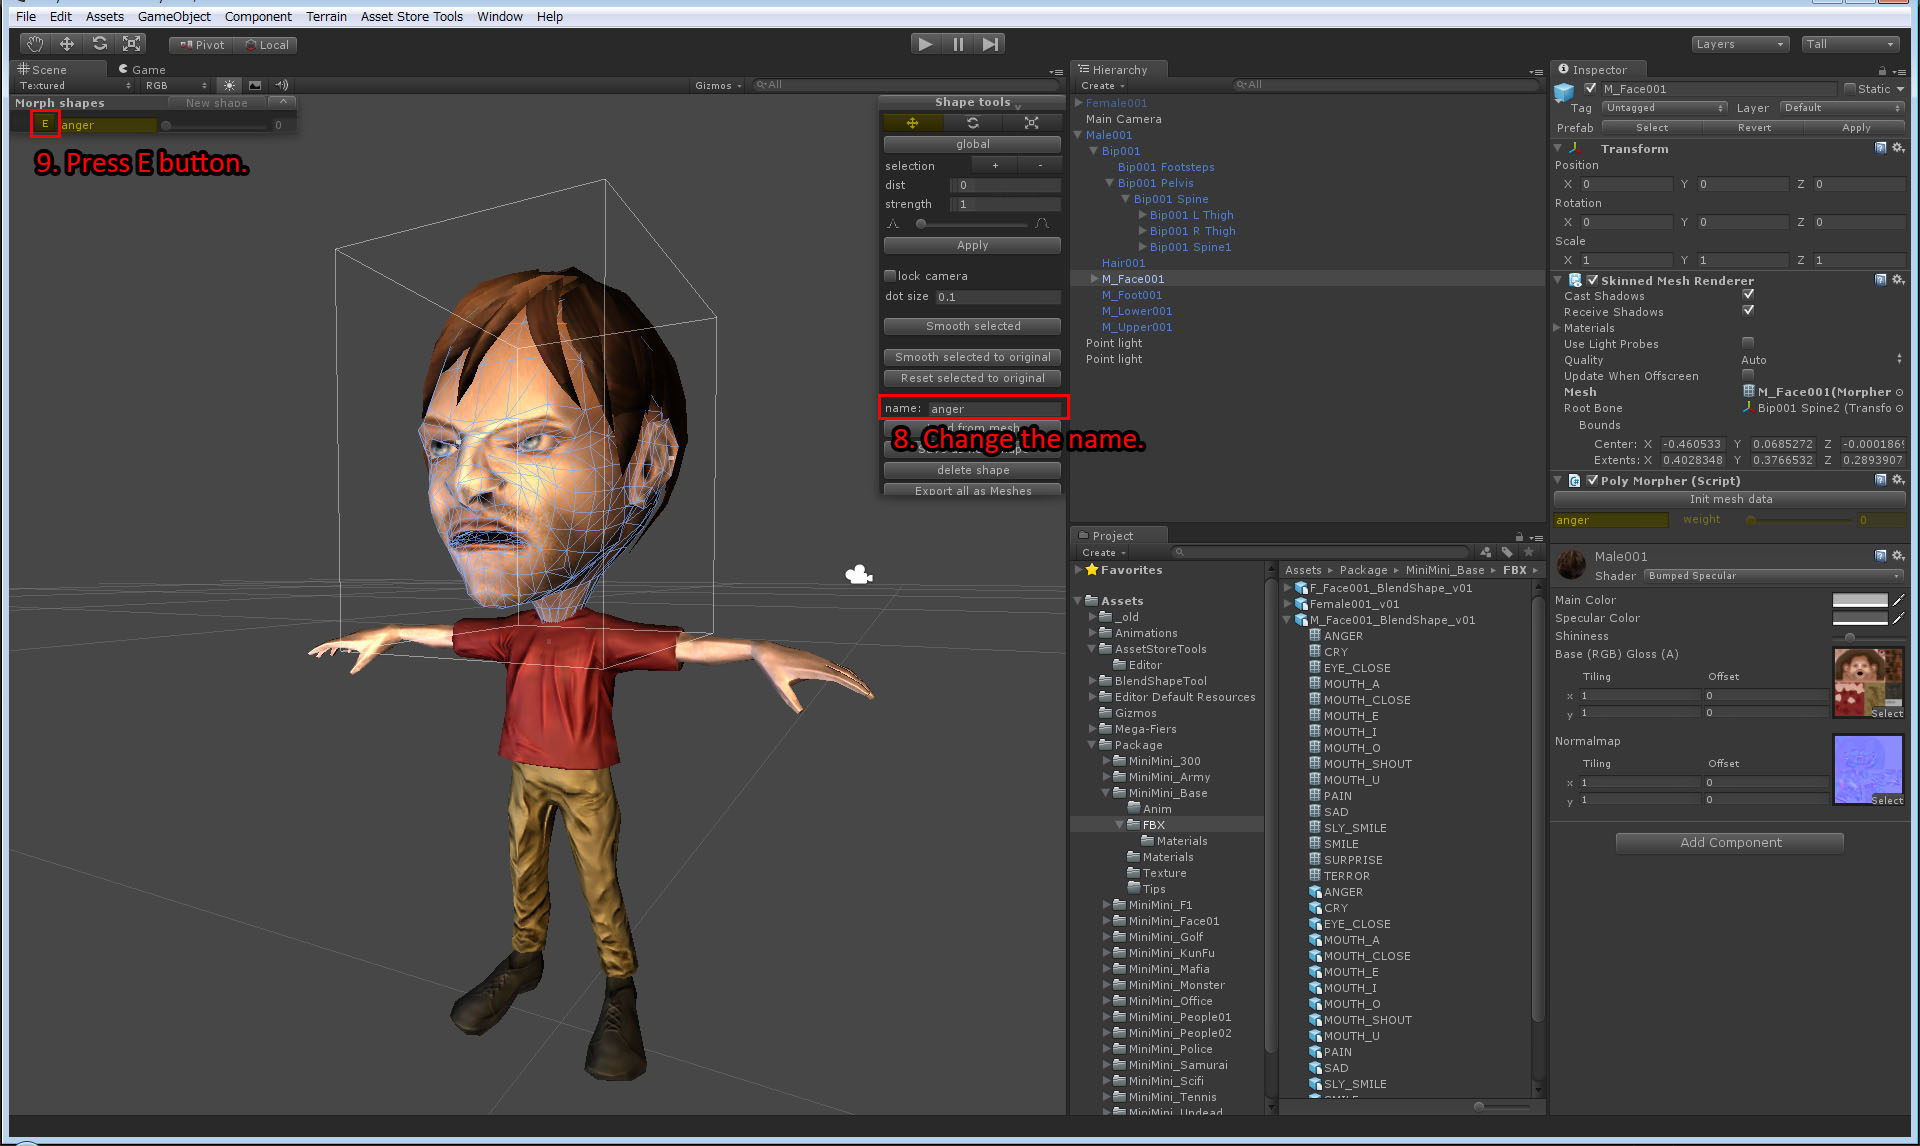 File Edit Assets GameObject Component Terrain Asset Store Tools Window Help
Pivot Local
Layers Tall
Scene Game
Textured RGB Gizmos All
Morph shapes New shape
E anger 0
9. Press E button.
Shape tools
global
selection + -
dist 0
strength 1
Apply
lock camera
dot size 0.1
Smooth selected
Smooth selected to original
Reset selected to original
name: anger
from mesh
8. Change the name.
delete shape
Export all as Meshes
Hierarchy
Create All
Female001
Main Camera
Male001
Bip001
Bip001 Footsteps
Bip001 Pelvis
Bip001 Spine
Bip001 L Thigh
Bip001 R Thigh
Bip001 Spine1
Hair001
M_Face001
M_Foot001
M_Lower001
M_Upper001
Point light
Point light
Project
Create
Favorites
Assets
_old
Animations
AssetStoreTools
Editor
BlendShapeTool
Editor Default Resources
Gizmos
Mega-Fiers
Package
MiniMini_300
MiniMini_Army
MiniMini_Base
Anim
FBX
Materials
Materials
Texture
Tips
MiniMini_F1
MiniMini_Face01
MiniMini_Golf
MiniMini_KunFu
MiniMini_Mafia
MiniMini_Monster
MiniMini_Office
MiniMini_People01
MiniMini_People02
MiniMini_Police
MiniMini_Samurai
MiniMini_Scifi
MiniMini_Tennis
MiniMini_Undead
Assets Package MiniMini_Base FBX
F_Face001_BlendShape_v01
Female001_v01
M_Face001_BlendShape_v01
ANGER
CRY
EYE_CLOSE
MOUTH_A
MOUTH_CLOSE
MOUTH_E
MOUTH_I
MOUTH_O
MOUTH_SHOUT
MOUTH_U
PAIN
SAD
SLY_SMILE
SMILE
SURPRISE
TERROR
ANGER
CRY
EYE_CLOSE
MOUTH_A
MOUTH_CLOSE
MOUTH_E
MOUTH_I
MOUTH_O
MOUTH_SHOUT
MOUTH_U
PAIN
SAD
SLY_SMILE
SMILE
Inspector
M_Face001 Static
Tag Untagged Layer Default
Prefab Select Revert Apply
Transform
Position
X 0 Y 0 Z 0
Rotation
X 0 Y 0 Z 0
Scale
X 1 Y 1 Z 1
Skinned Mesh Renderer
Cast Shadows
Receive Shadows
Materials
Use Light Probes
Quality Auto
Update When Offscreen
Mesh M_Face001(Morpher
Root Bone Bip001 Spine2 (Transfo
Bounds
Center: X -0.460533 Y 0.0685272 Z -0.0001869
Extents: X 0.4028348 Y 0.3766532 Z 0.2893907
Poly Morpher (Script)
Init mesh data
anger weight 0
Male001
Shader Bumped Specular
Main Color
Specular Color
Shininess
Base (RGB) Gloss (A)
Tiling Offset
x 1 0
y 1 0
Select
Normalmap
Tiling Offset
x 1 0
y 1 0
Select
Add Component